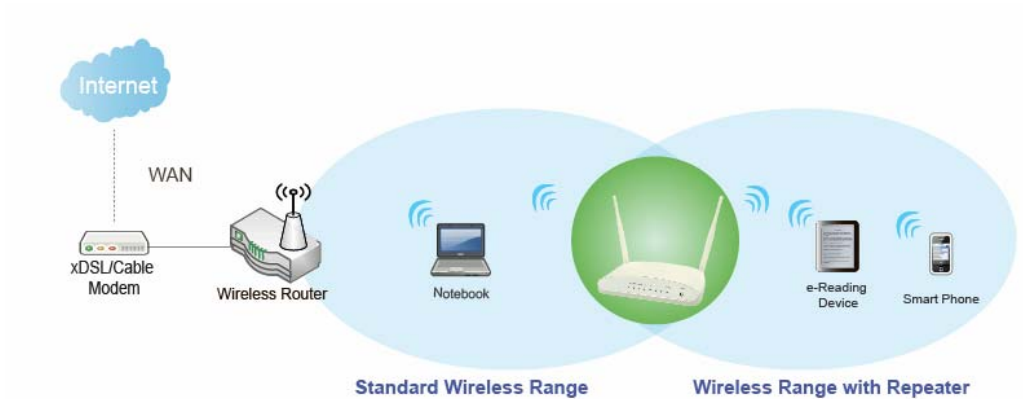 Internet
WAN
xDSL/Cable
Modem
Wireless Router
Notebook
e-Reading
Device
Smart Phone
Standard Wireless Range
Wireless Range with Repeater